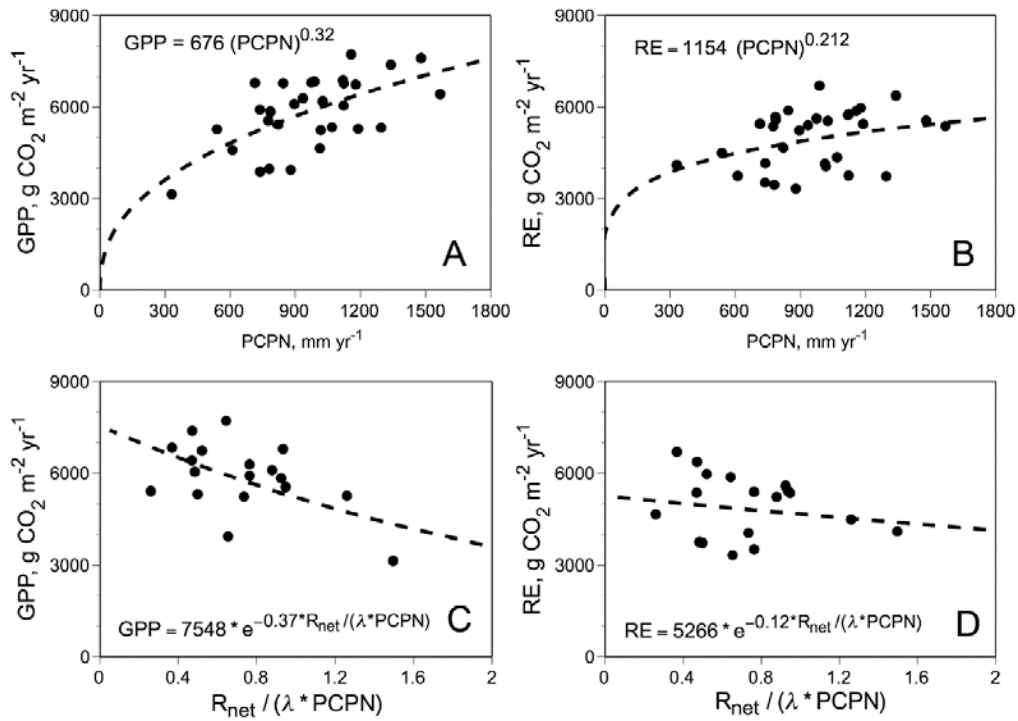 GPP, g CO2 m-2 yr-1
9000
6000
3000
0
GPP = 676 (PCPN)0.32
A
0 300 600 900 1200 1500 1800
PCPN, mm yr-1
RE, g CO2 m-2 yr-1
9000
6000
3000
0
RE = 1154 (PCPN)0.212
B
0 300 600 900 1200 1500 1800
PCPN, mm yr-1
GPP, g CO2 m-2 yr-1
9000
6000
3000
0
GPP = 7548 * e-0.37*Rnet/(λ*PCPN)
C
0 0.4 0.8 1.2 1.6 2
Rnet / (λ * PCPN)
RE, g CO2 m-2 yr-1
9000
6000
3000
0
RE = 5266 * e-0.12*Rnet/(λ*PCPN)
D
0 0.4 0.8 1.2 1.6 2
Rnet / (λ * PCPN)